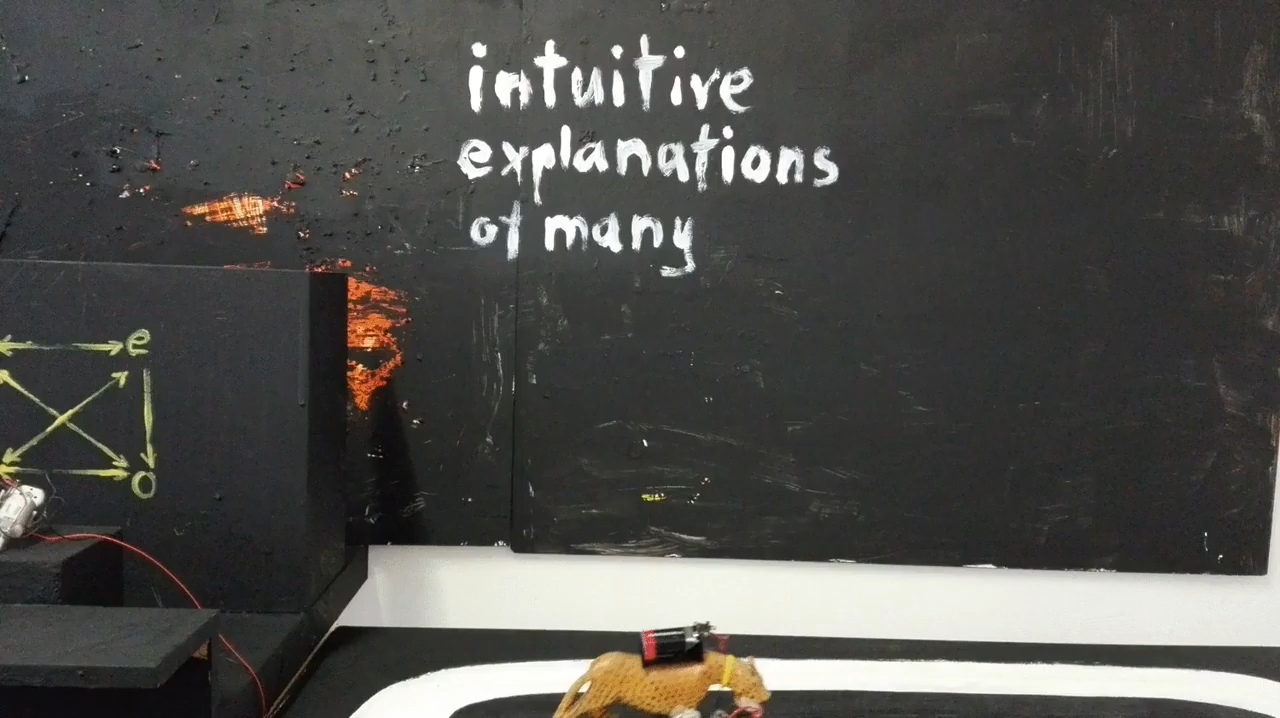 intuitive
explanations
of many
e
o